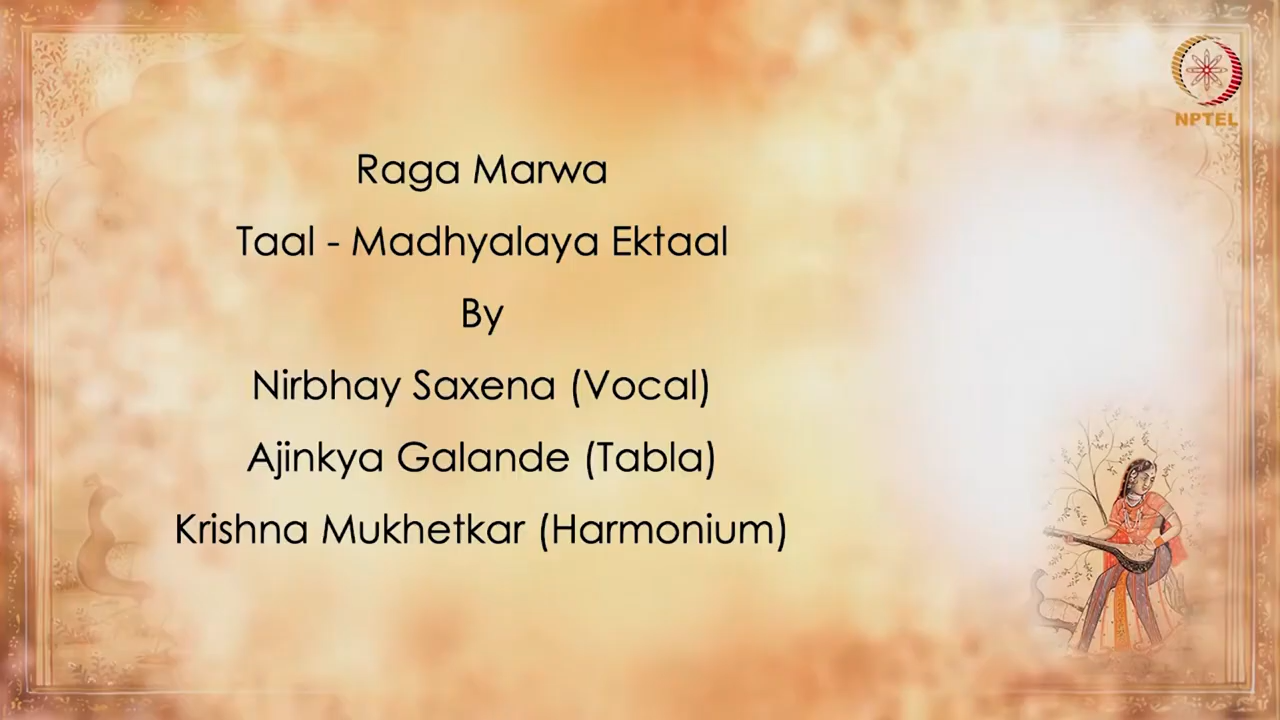 NPTEL
Raga Marwa
Taal - Madhyalaya Ektaal
By
Nirbhay Saxena (Vocal)
Ajinkya Galande (Tabla)
Krishna Mukhetkar (Harmonium)